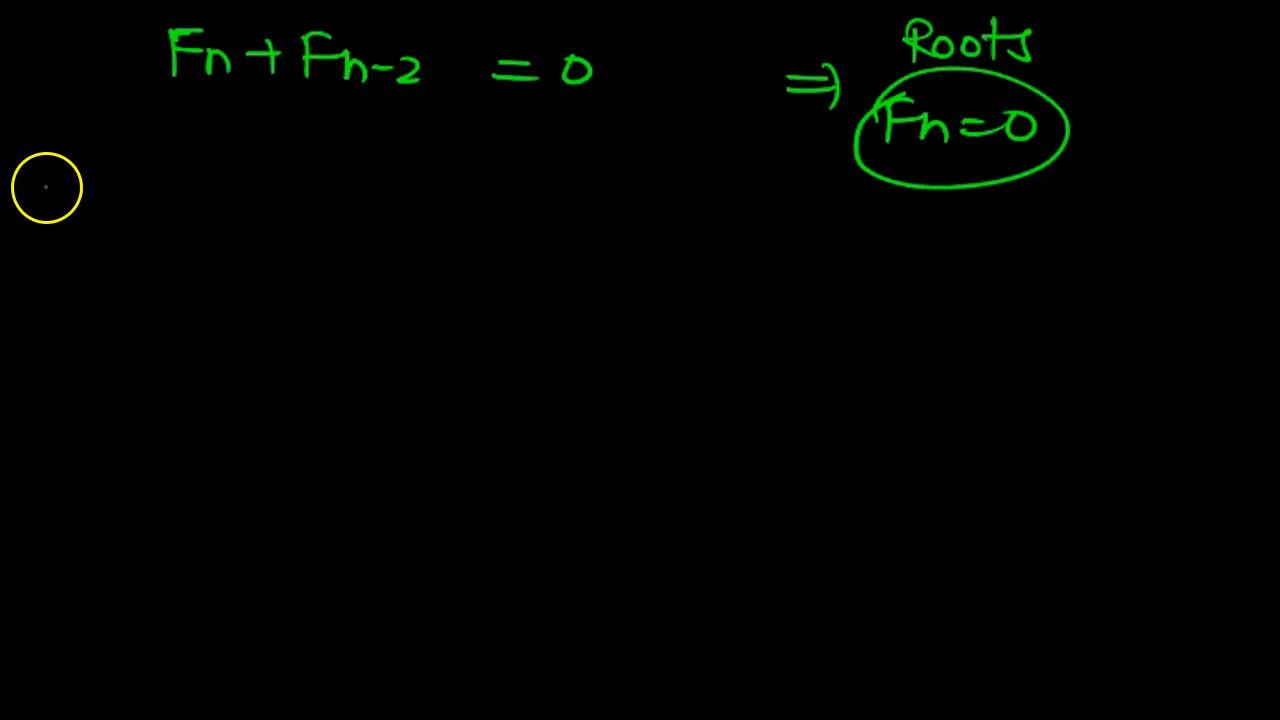 Roots
Fn + Fn-2 = 0 ⇒ Fn = 0